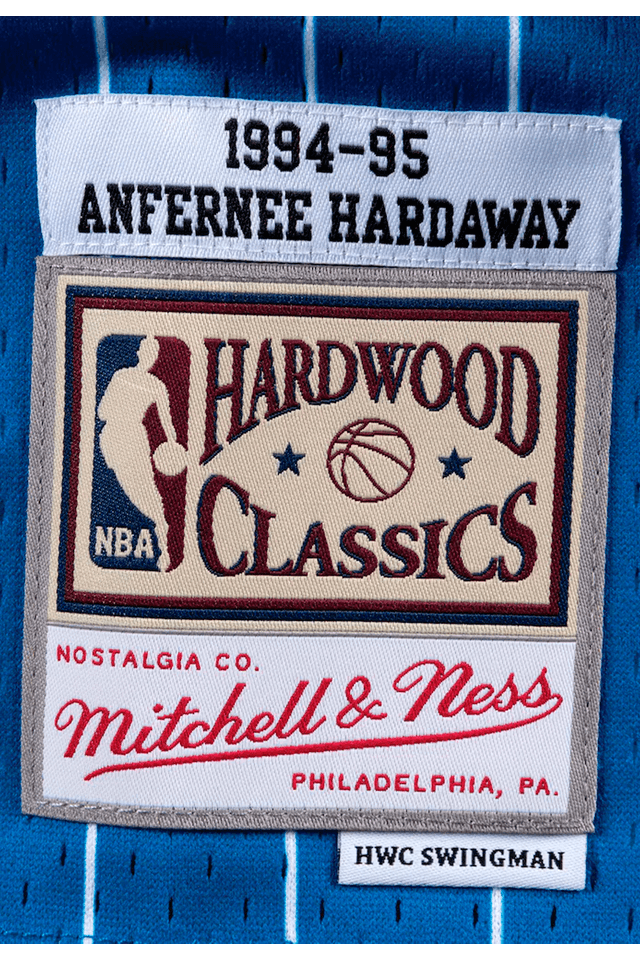 1994-95
ANFERNEE HARDAWAY
HARDWOOD
CLASSICS
NBA
NOSTALGIA CO.
Mitchell & Ness
PHILADELPHIA, PA.
HWC SWINGMAN